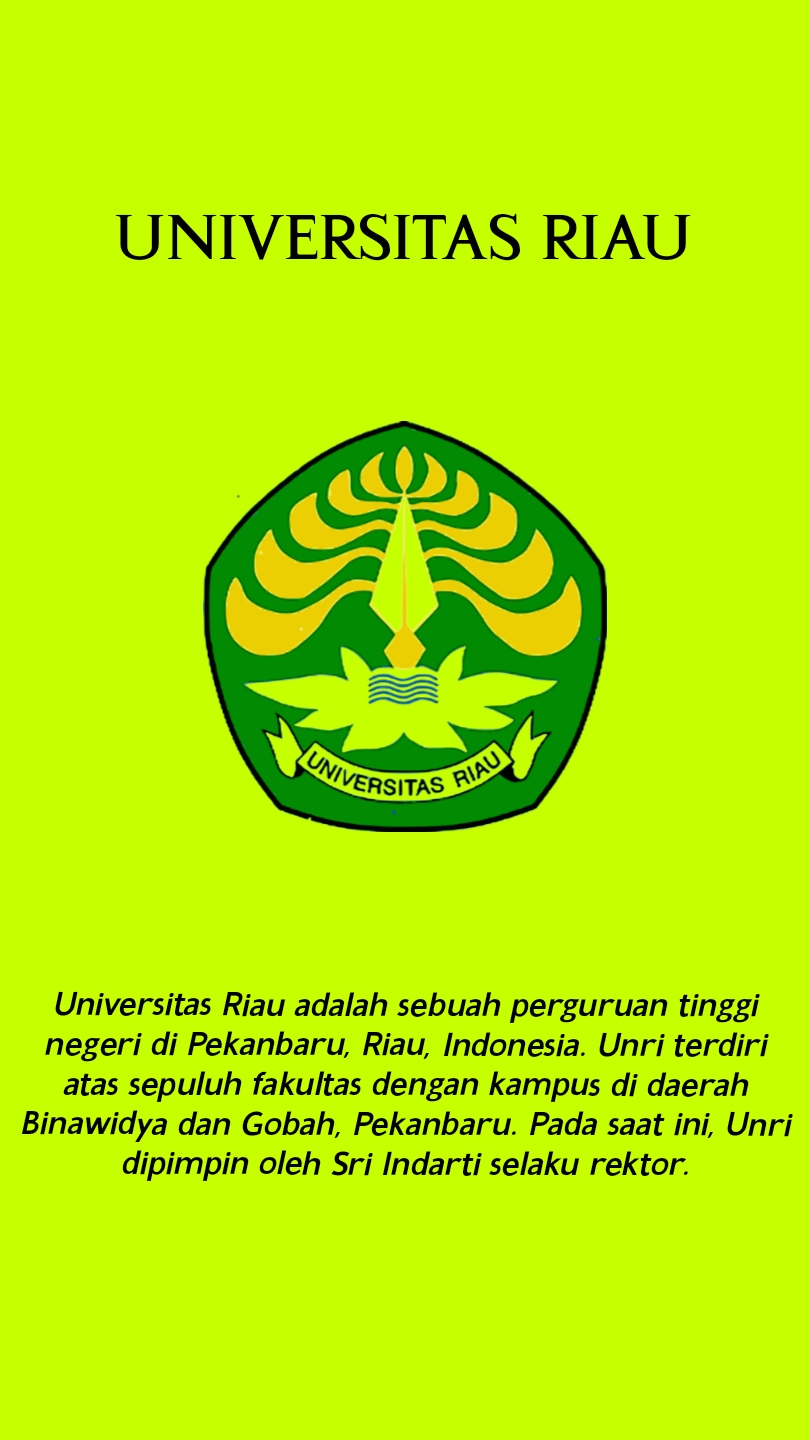 UNIVERSITAS RIAU
UNIVERSITAS RIAU
Universitas Riau adalah sebuah perguruan tinggi
negeri di Pekanbaru, Riau, Indonesia. Unri terdiri
atas sepuluh fakultas dengan kampus di daerah
Binawidya dan Gobah, Pekanbaru. Pada saat ini, Unri
dipimpin oleh Sri Indarti selaku rektor.